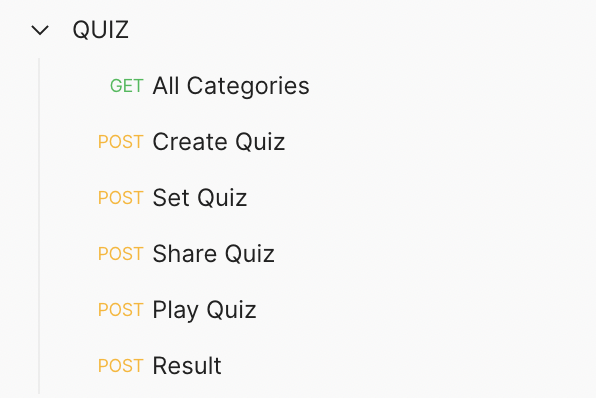 QUIZ
GET All Categories
POST Create Quiz
POST Set Quiz
POST Share Quiz
POST Play Quiz
POST Result